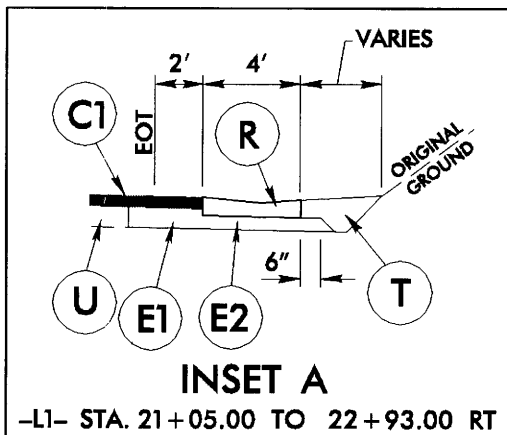 VARIES
2' 4'
C1 EOT R ORIGINAL
GROUND
6"
U E1 E2 T
INSET A
–L1– STA. 21+05.00 TO 22+93.00 RT